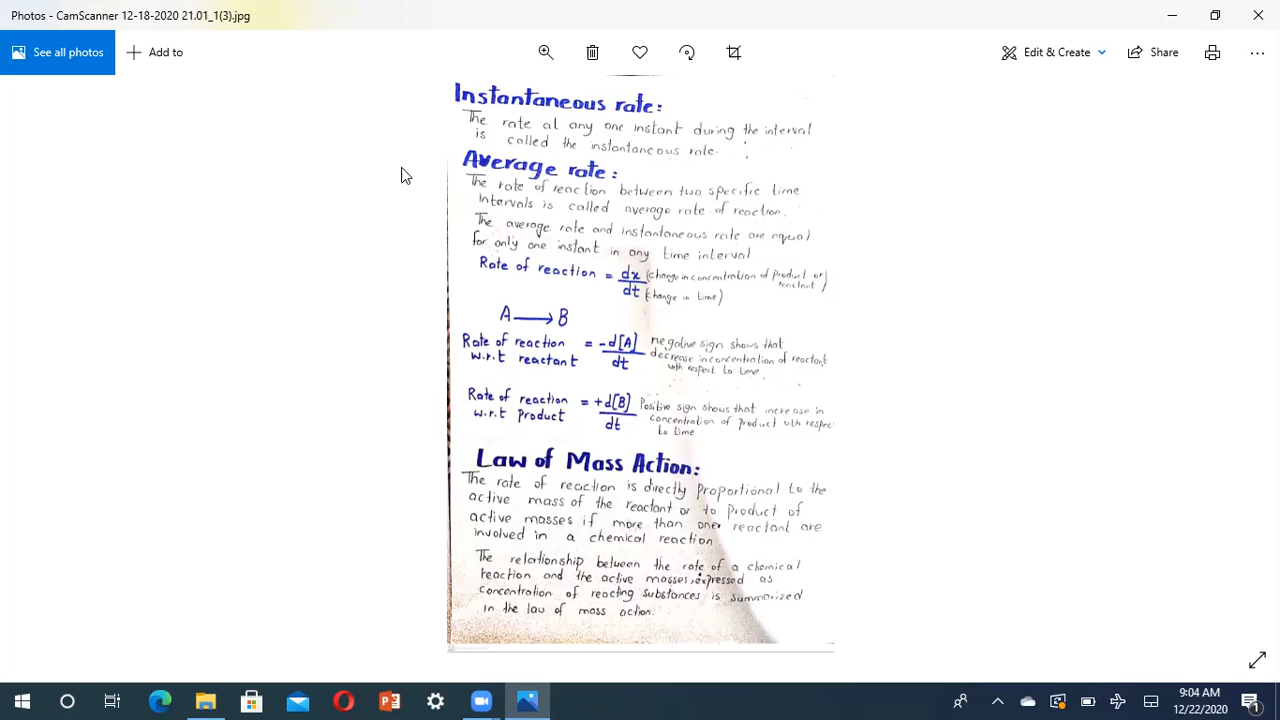 Photos - CamScanner 12-18-2020 21.01_1(3).jpg
See all photos
Add to
Edit & Create
Share
Instantaneous rate:
The rate at any one instant during the interval
is called the instantaneous rate.
Average rate:
The rate of reaction between two specific time
intervals is called average rate of reaction.
The average rate and instantaneous rate are equal
for only one instant in any time interval
Rate of reaction = dx (change in concentration of product or
reactant)
dt (change in time)
A → B
Rate of reaction = -d[A] negative sign shows that
w.r.t reactant dt decrease in concentration of reactant
with respect to time.
Rate of reaction = +d[B] Positive sign shows that increase in
w.r.t product dt concentration of product with respec
to time
Law of Mass Action:
The rate of reaction is directly proportional to the
active mass of the reactant or to product of
active masses if more than one reactant are
involved in a chemical reaction.
The relationship between the rate of a chemical
reaction and the active masses, expressed as
concentration of reacting substances is summarized
in the law of mass action.
9:04 AM
12/22/2020